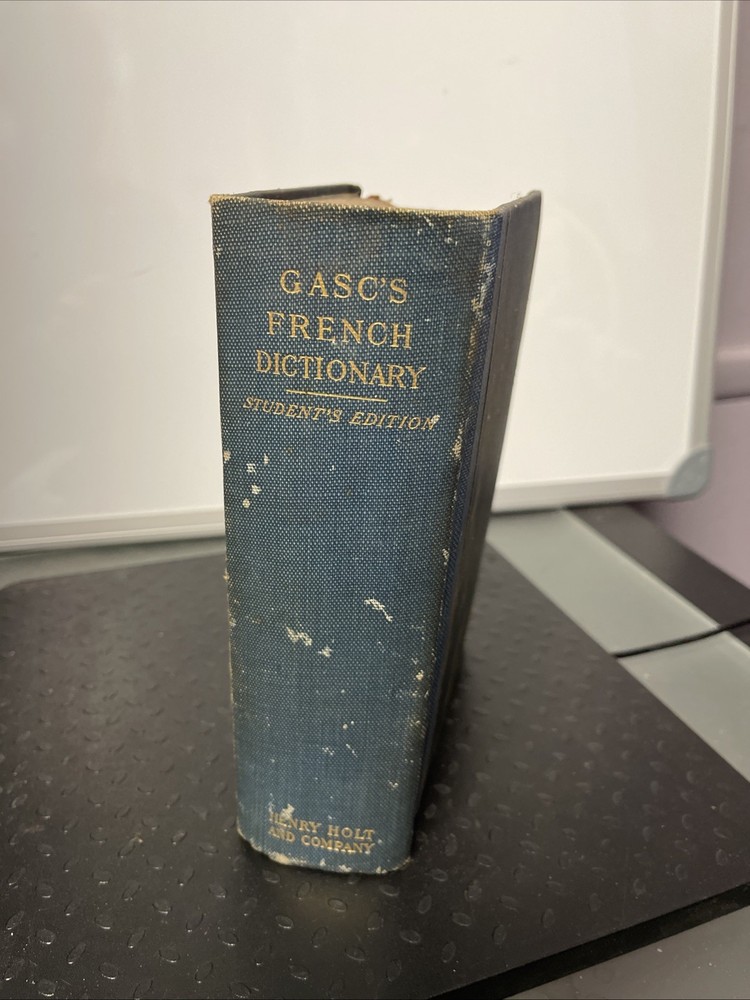 GASC'S
FRENCH
DICTIONARY
STUDENT'S EDITION
HENRY HOLT
AND COMPANY